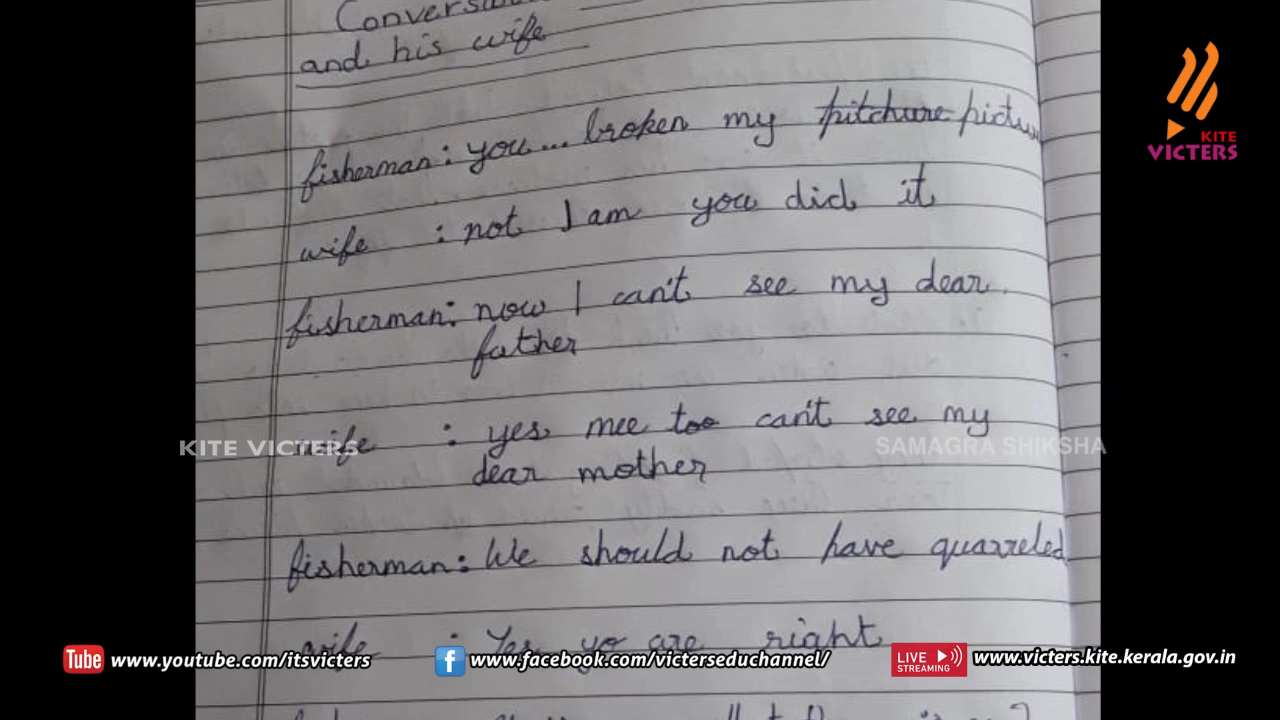 Conversa
and his wife
fisherman: you... broken my pitchure pictu
wife : not I am you did it
fisherman: now I can't see my dear
father
wife : yes mee too can't see my
dear mother
fisherman: We should not have quarreled
wife : Yes yo are right
KITE
VICTERS
KITE VICTERS
SAMAGRA SHIKSHA
You Tube www.youtube.com/itsvicters
f www.facebook.com/victerseduchannel/
LIVE STREAMING www.victers.kite.kerala.gov.in